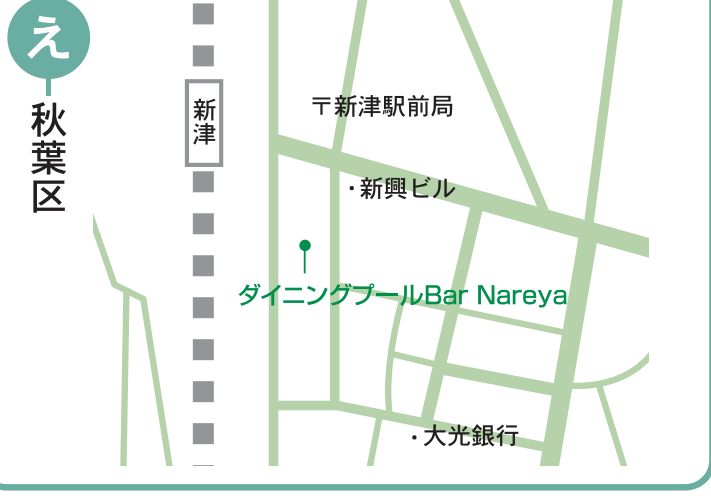 え
秋葉区
新津
〒新津駅前局
・新興ビル
ダイニングプールBar Nareya
・大光銀行